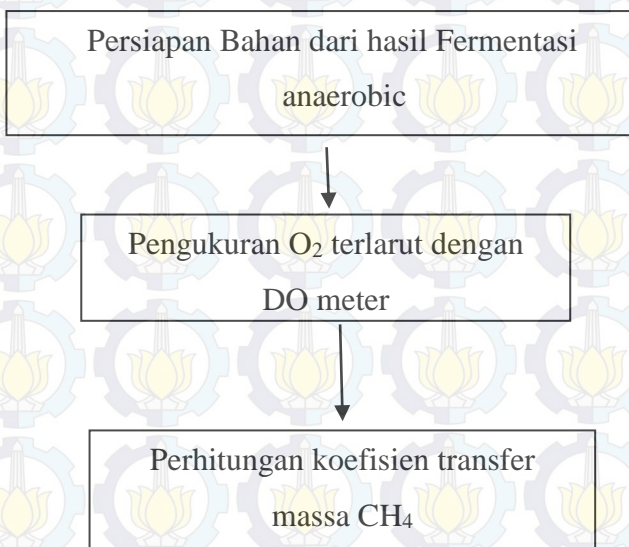 Persiapan Bahan dari hasil Fermentasi
anaerobic
Pengukuran O₂ terlarut dengan
DO meter
Perhitungan koefisien transfer
massa CH₄